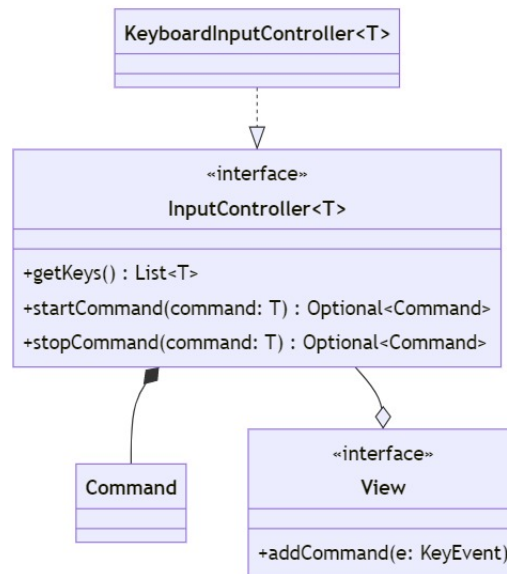 KeyboardInputController<T>
«interface»
InputController<T>
+getKeys() : List<T>
+startCommand(command: T) : Optional<Command>
+stopCommand(command: T) : Optional<Command>
Command
«interface»
View
+addCommand(e: KeyEvent)